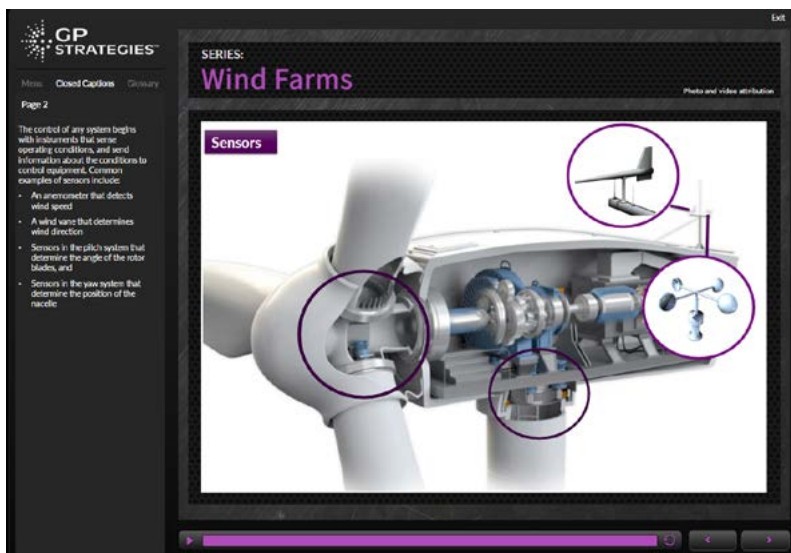 Exit
GP
STRATEGIES
Menu Closed Captions Glossary
Page 2
The control of any system begins
with instruments that sense
operating conditions, and send
information about the conditions to
control equipment. Common
examples of sensors include:
- An anemometer that detects
wind speed
- A wind vane that determines
wind direction
- Sensors in the pitch system that
determine the angle of the rotor
blades, and
- Sensors in the yaw system that
determine the position of the
nacelle
SERIES:
Wind Farms
Photo and video attribution
Sensors